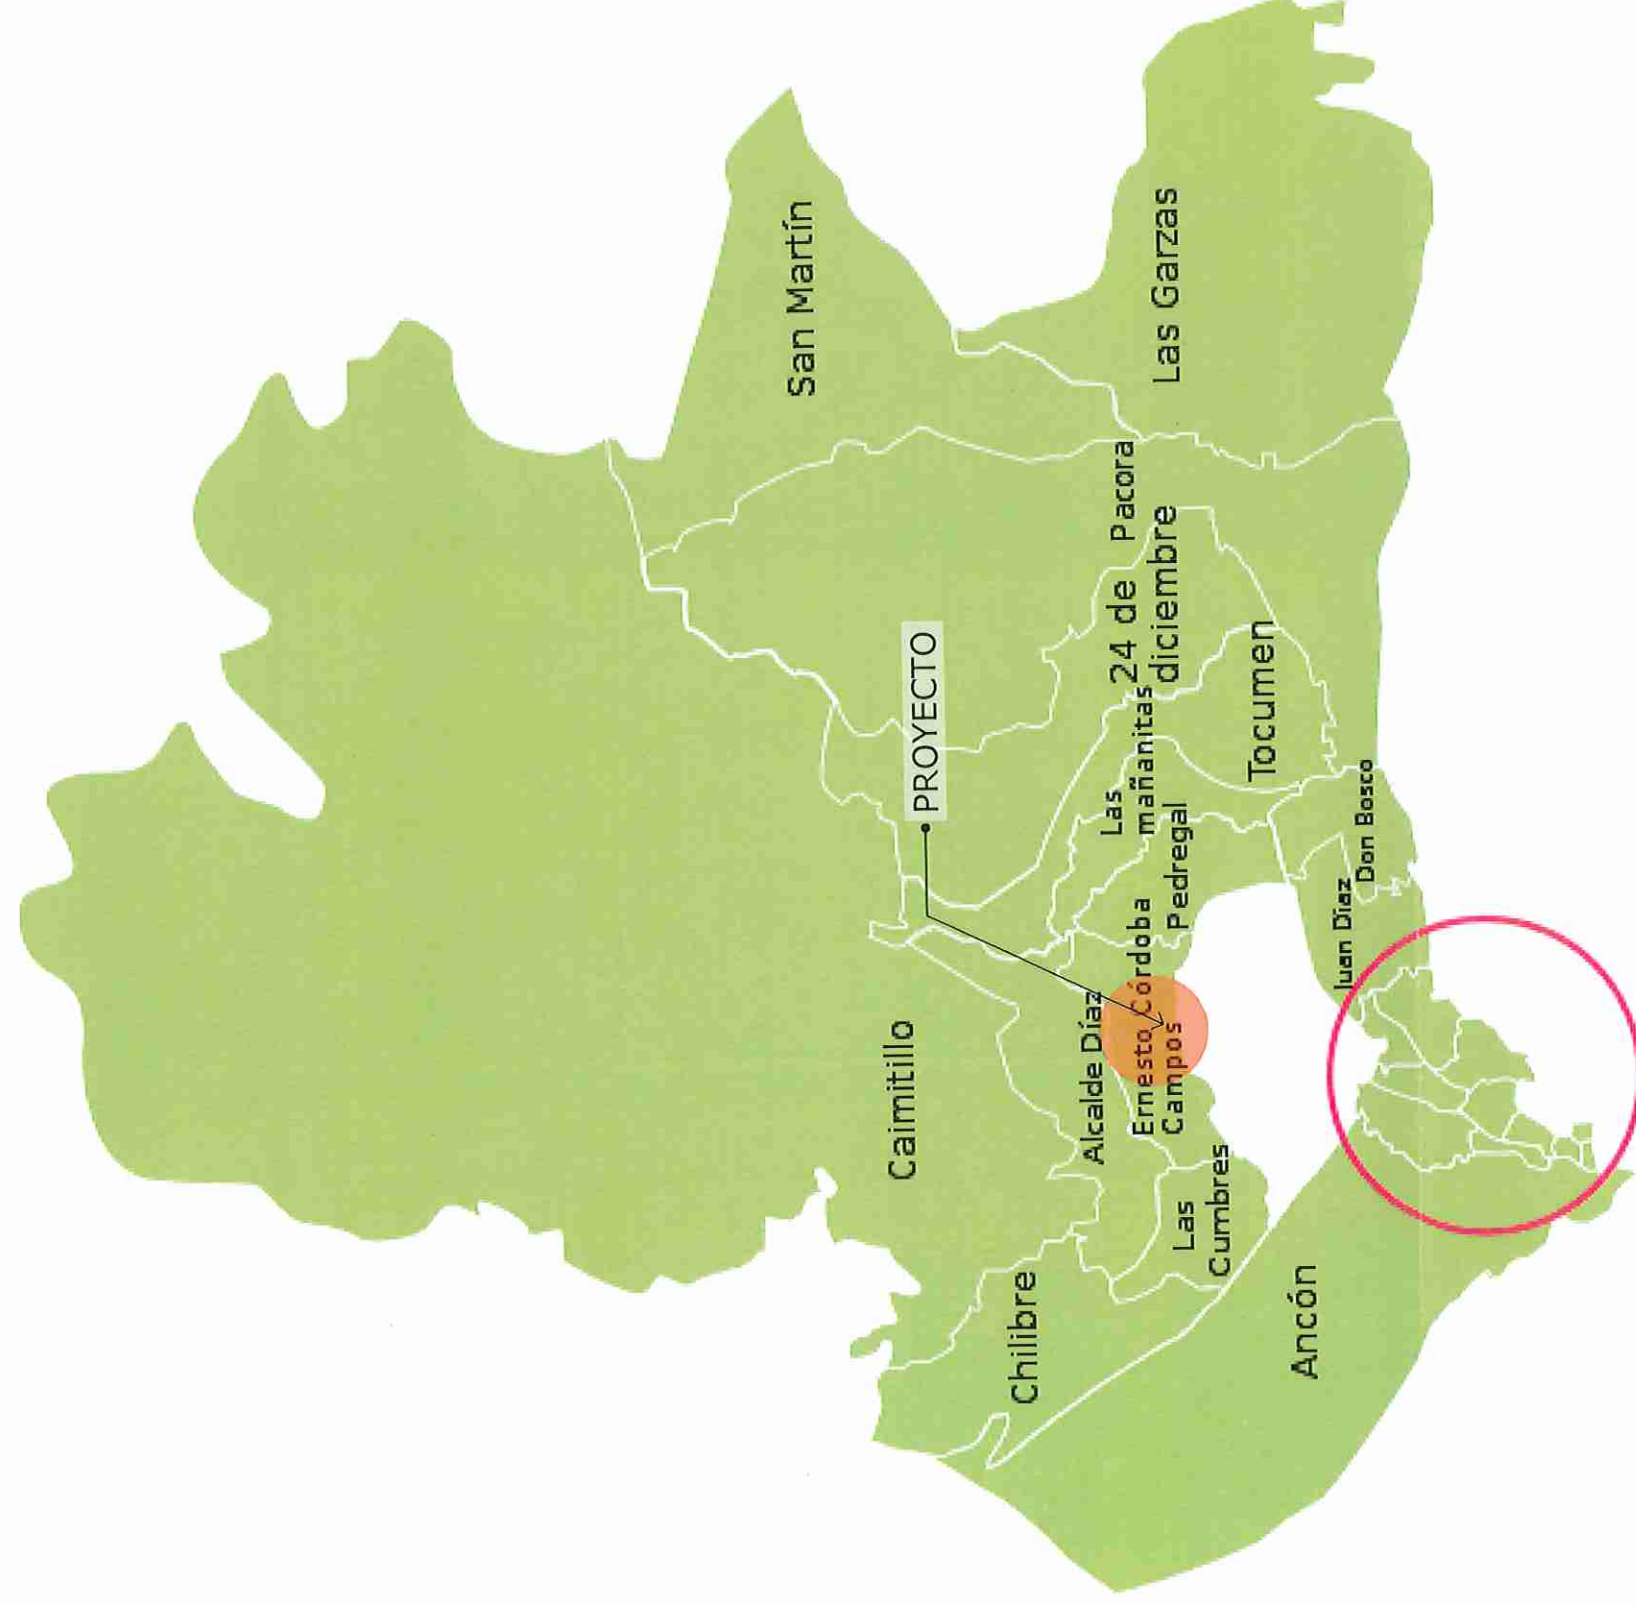 San Martín
Caimitillo
PROYECTO
Chilibre
Alcalde Díaz
Las
mañanitas
24 de
diciembre
Pacora
Ernesto Córdoba
Campos
Las Garzas
Pedregal
Las
Cumbres
Tocumen
Ancón
Juan Díaz
Don Bosco